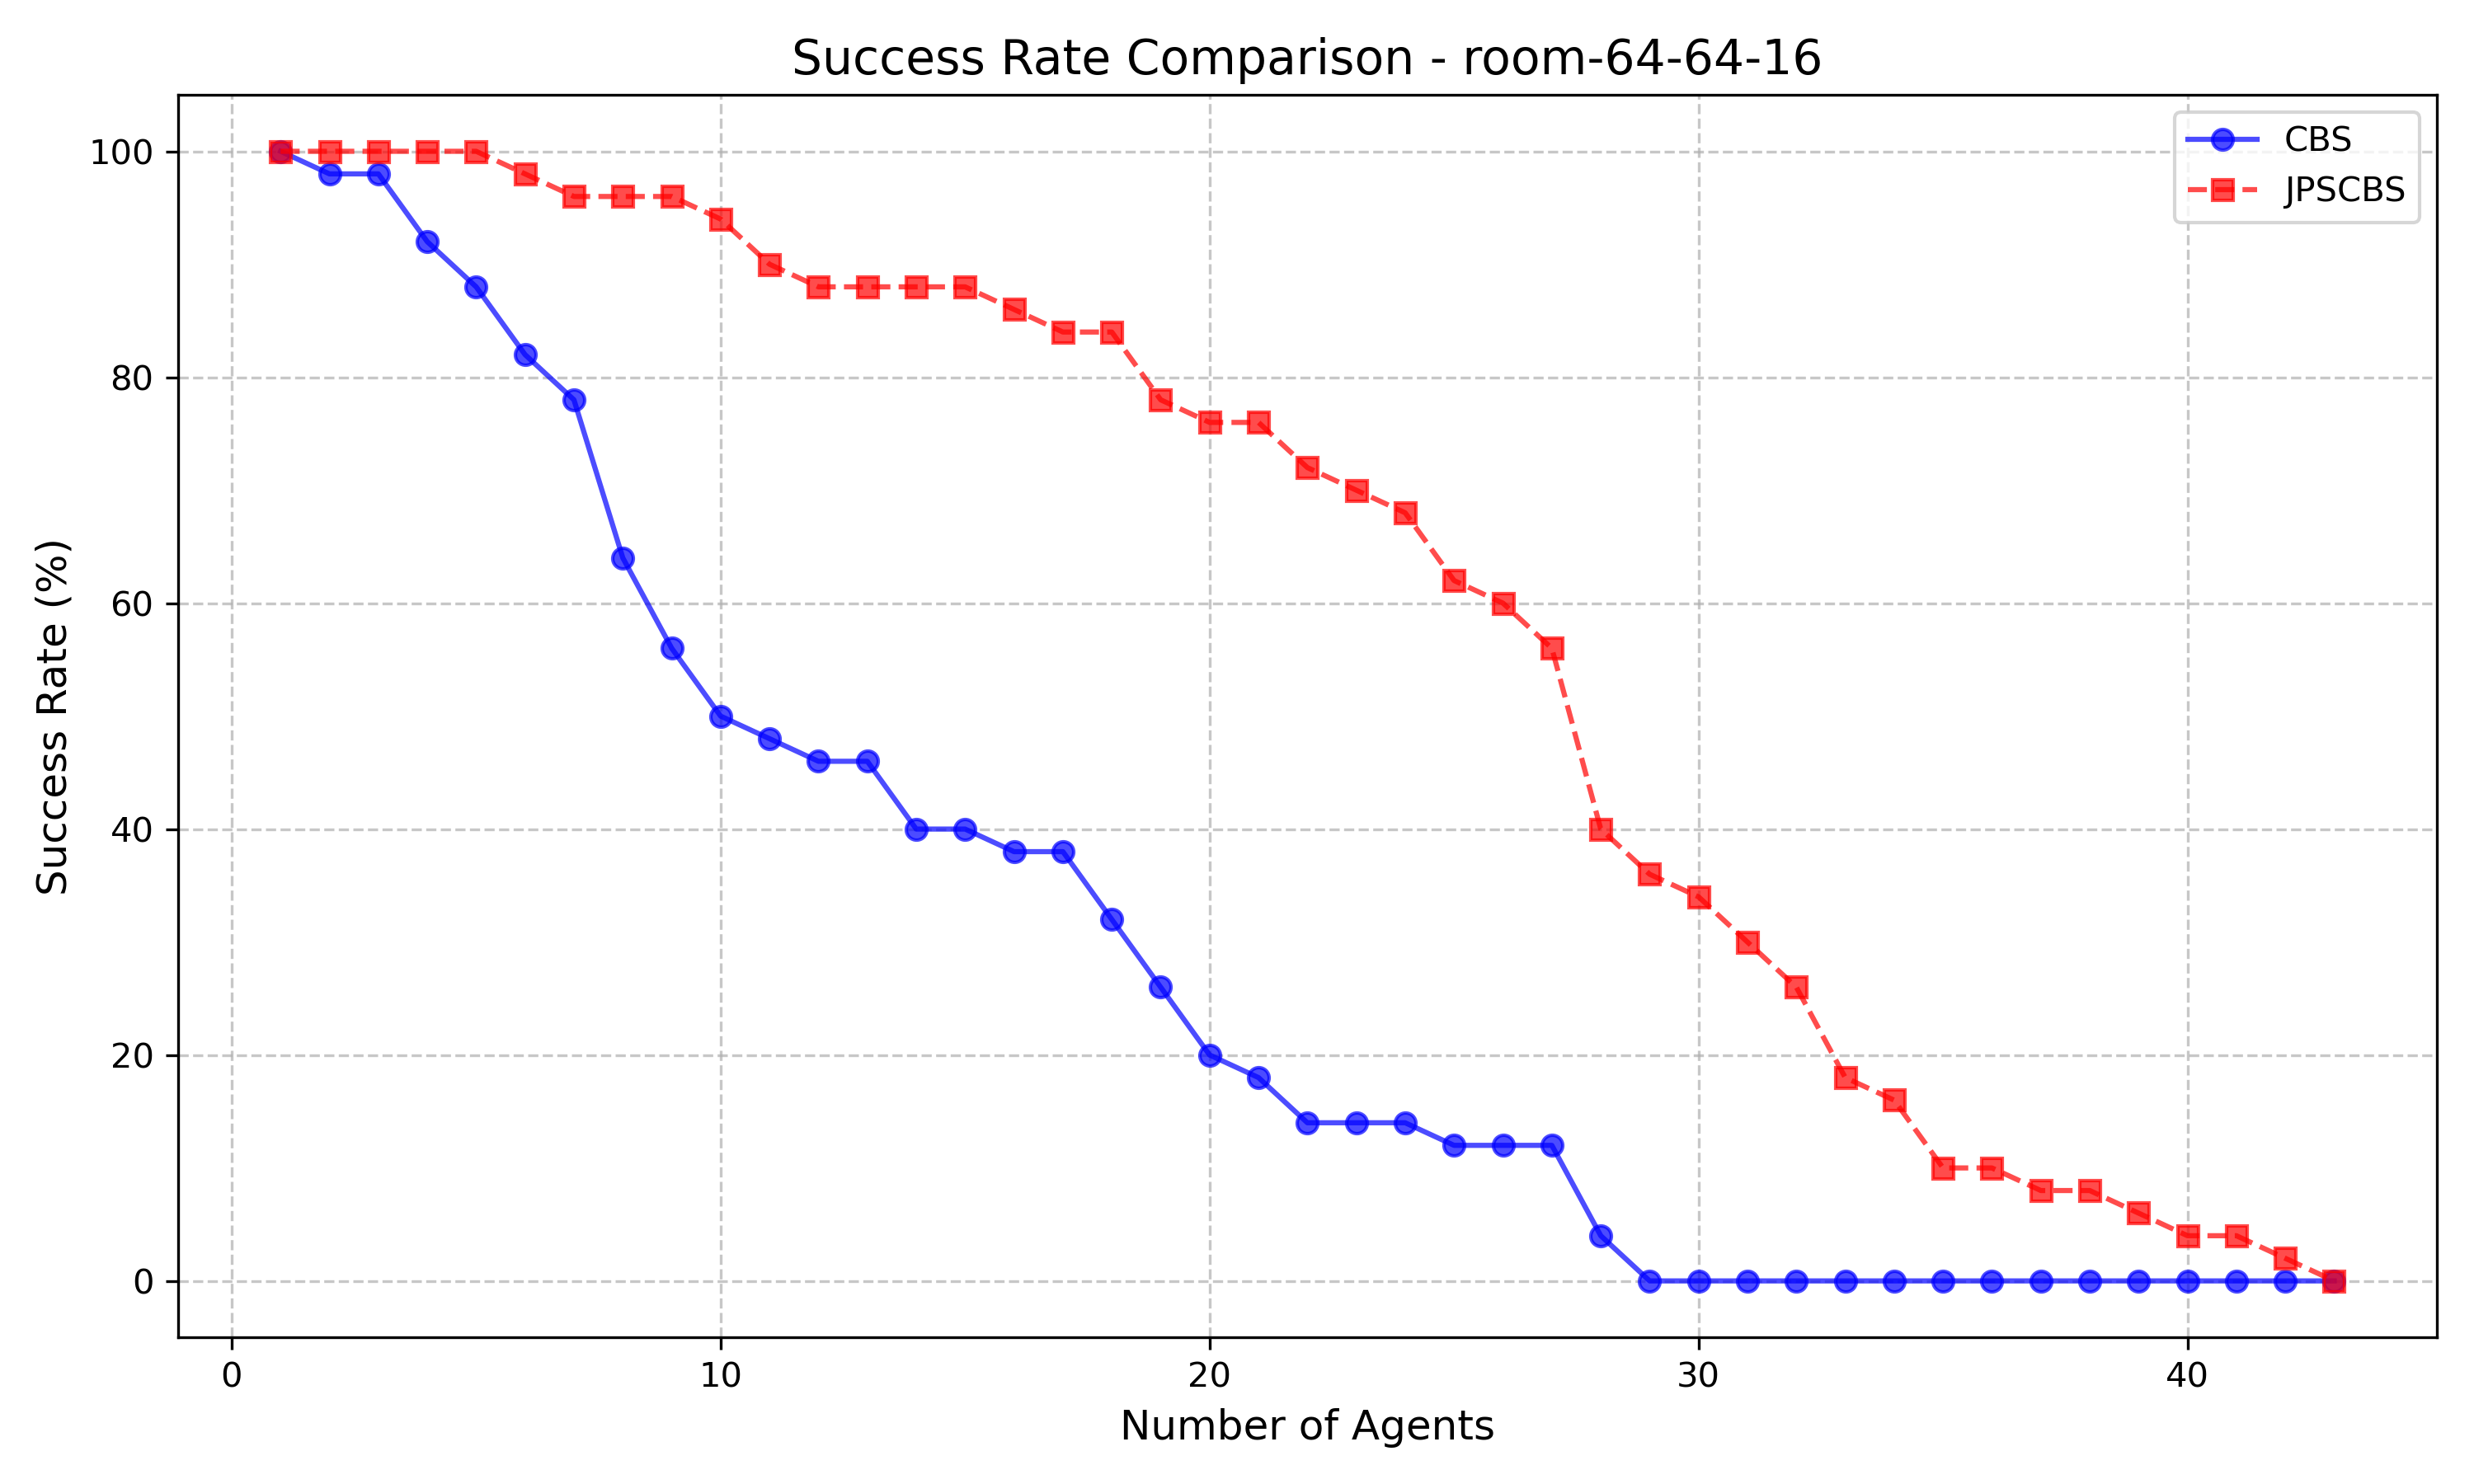 Success Rate Comparison - room-64-64-16
CBS
JPSCBS
Success Rate (%)
100
80
60
40
20
0
0 10 20 30 40
Number of Agents